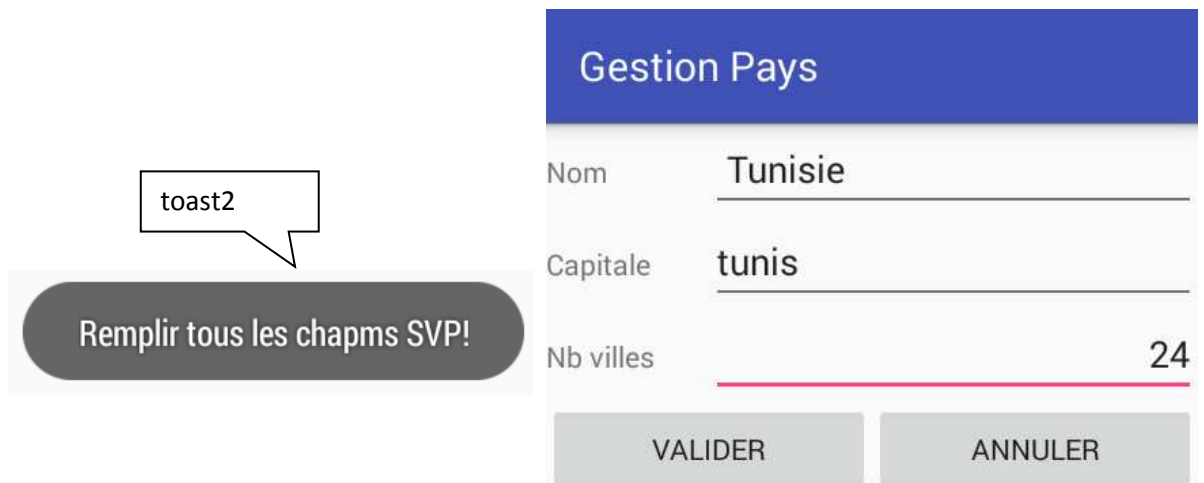 toast2
Remplir tous les chapms SVP!
Gestion Pays
Nom Tunisie
Capitale tunis
Nb villes 24
VALIDER ANNULER